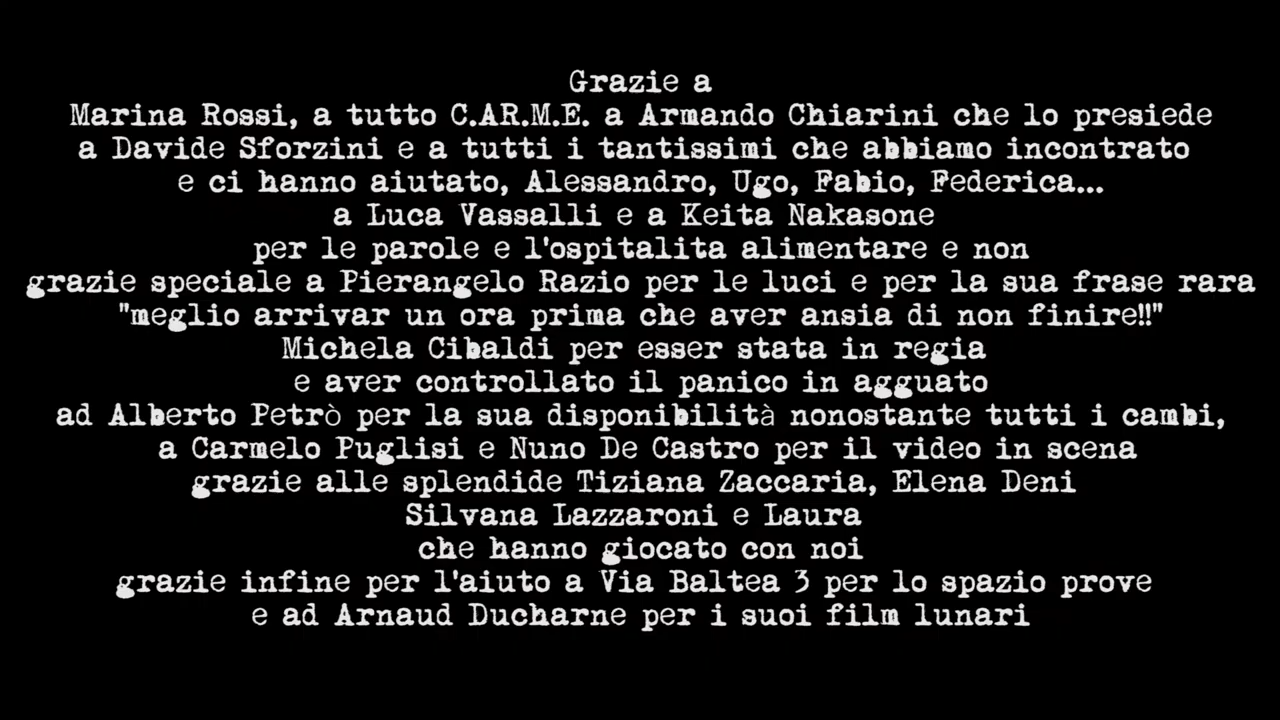 Grazie a
Marina Rossi, a tutto C.AR.M.E. a Armando Chiarini che lo presiede
a Davide Sforzini e a tutti i tantissimi che abbiamo incontrato
e ci hanno aiutato, Alessandro, Ugo, Fabio, Federica...
a Luca Vassalli e a Keita Nakasone
per le parole e l'ospitalita alimentare e non
grazie speciale a Pierangelo Razio per le luci e per la sua frase rara
"meglio arrivar un ora prima che aver ansia di non finire!!"
Michela Cibaldi per esser stata in regia
e aver controllato il panico in agguato
ad Alberto Petrò per la sua disponibilità nonostante tutti i cambi,
a Carmelo Puglisi e Nuno De Castro per il video in scena
grazie alle splendide Tiziana Zaccaria, Elena Deni
Silvana Lazzaroni e Laura
che hanno giocato con noi
grazie infine per l'aiuto a Via Baltea 3 per lo spazio prove
e ad Arnaud Ducharne per i suoi film lunari